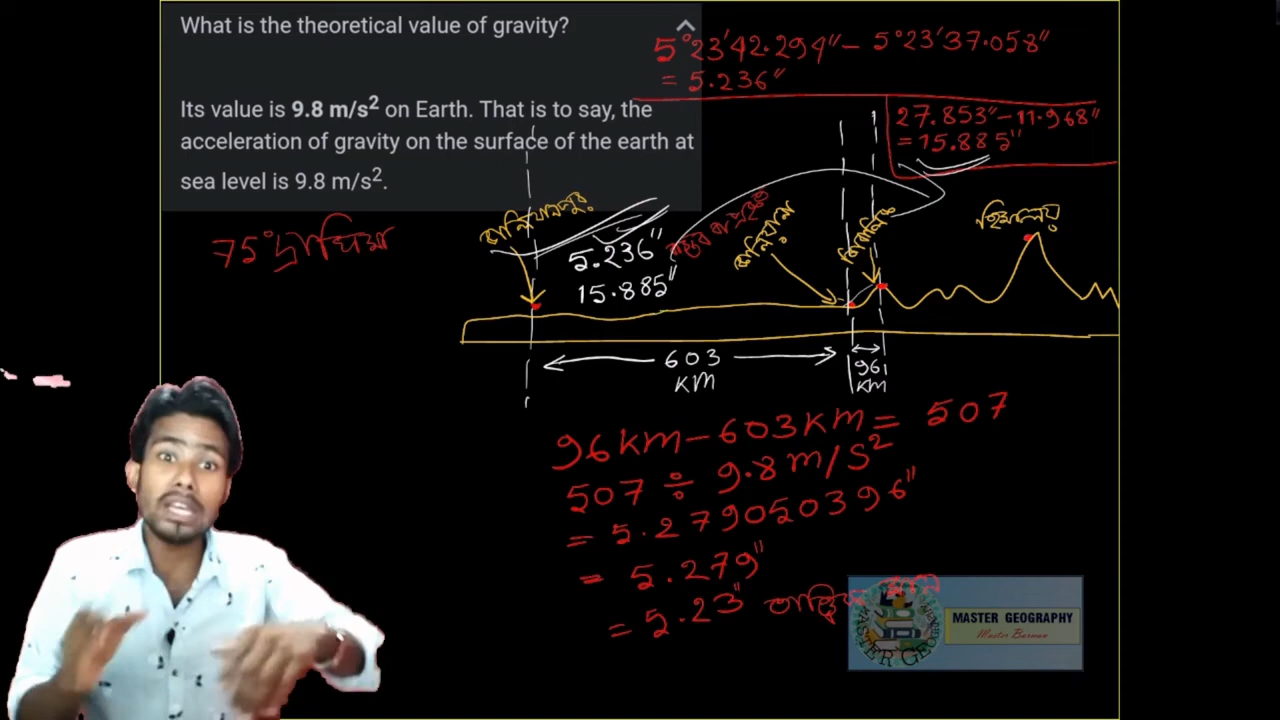 What is the theoretical value of gravity?
5°23'42.294" - 5°23'37.058"
= 5.236"
Its value is 9.8 m/s² on Earth. That is to say, the
acceleration of gravity on the surface of the earth at
sea level is 9.8 m/s².
27.853" - 11.968"
= 15.885"
75° দ্রাঘিমা
5.236"
15.885"
হিমালয়
603
KM
96
KM
96 KM - 603 KM = 507
507 ÷ 9.8 m/s²
= 5.279050396"
= 5.279"
= 5.23"
MASTER GEOGRAPHY
Master Barman